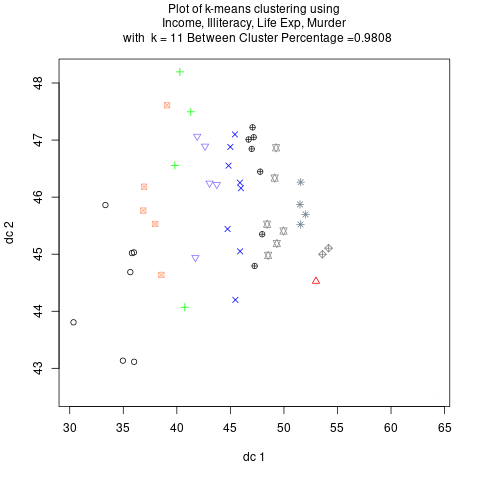 Plot of k-means clustering using
Income, Illiteracy, Life Exp, Murder
with k = 11 Between Cluster Percentage =0.9808
48
47
46
45
44
43
dc 2
30 35 40 45 50 55 60 65
dc 1